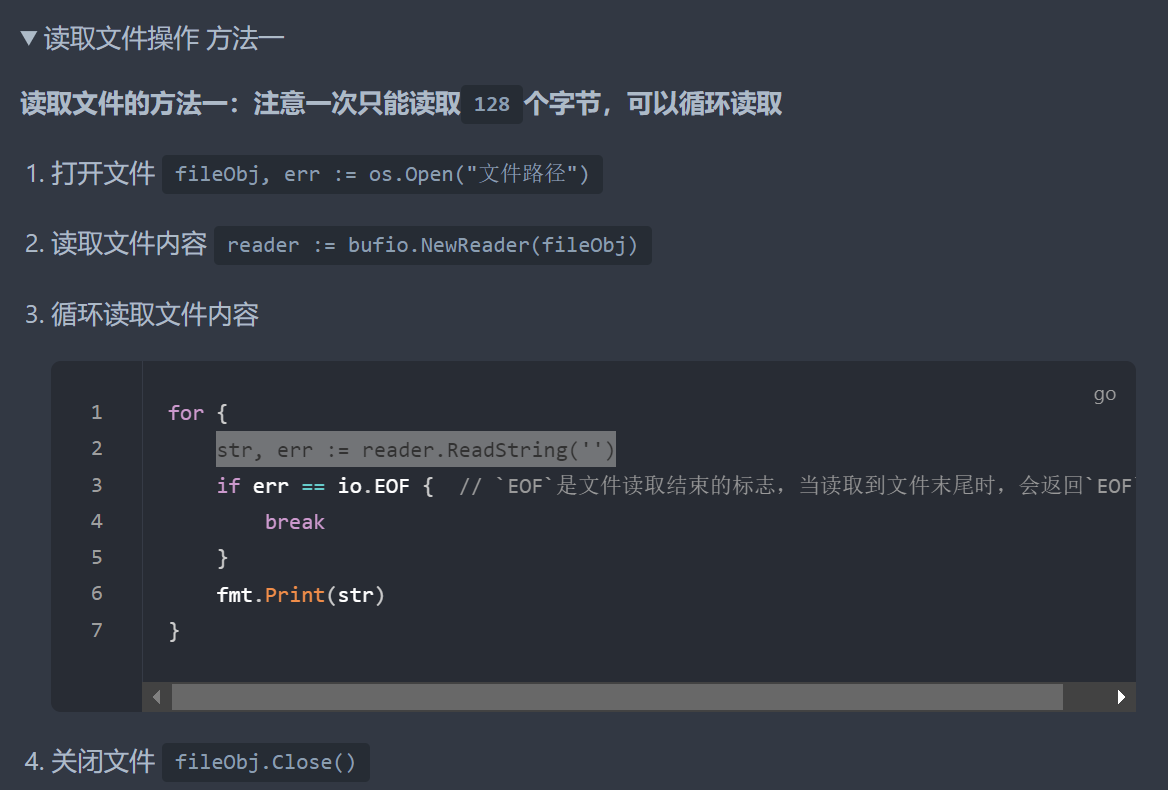 ▼读取文件操作 方法一
读取文件的方法一：注意一次只能读取 128 个字节，可以循环读取
1. 打开文件 fileObj, err := os.Open("文件路径")
2. 读取文件内容 reader := bufio.NewReader(fileObj)
3. 循环读取文件内容
go
1 for {
2     str, err := reader.ReadString('')
3     if err == io.EOF {  // `EOF`是文件读取结束的标志，当读取到文件末尾时，会返回`EOF`
4         break
5     }
6     fmt.Print(str)
7 }
4. 关闭文件 fileObj.Close()